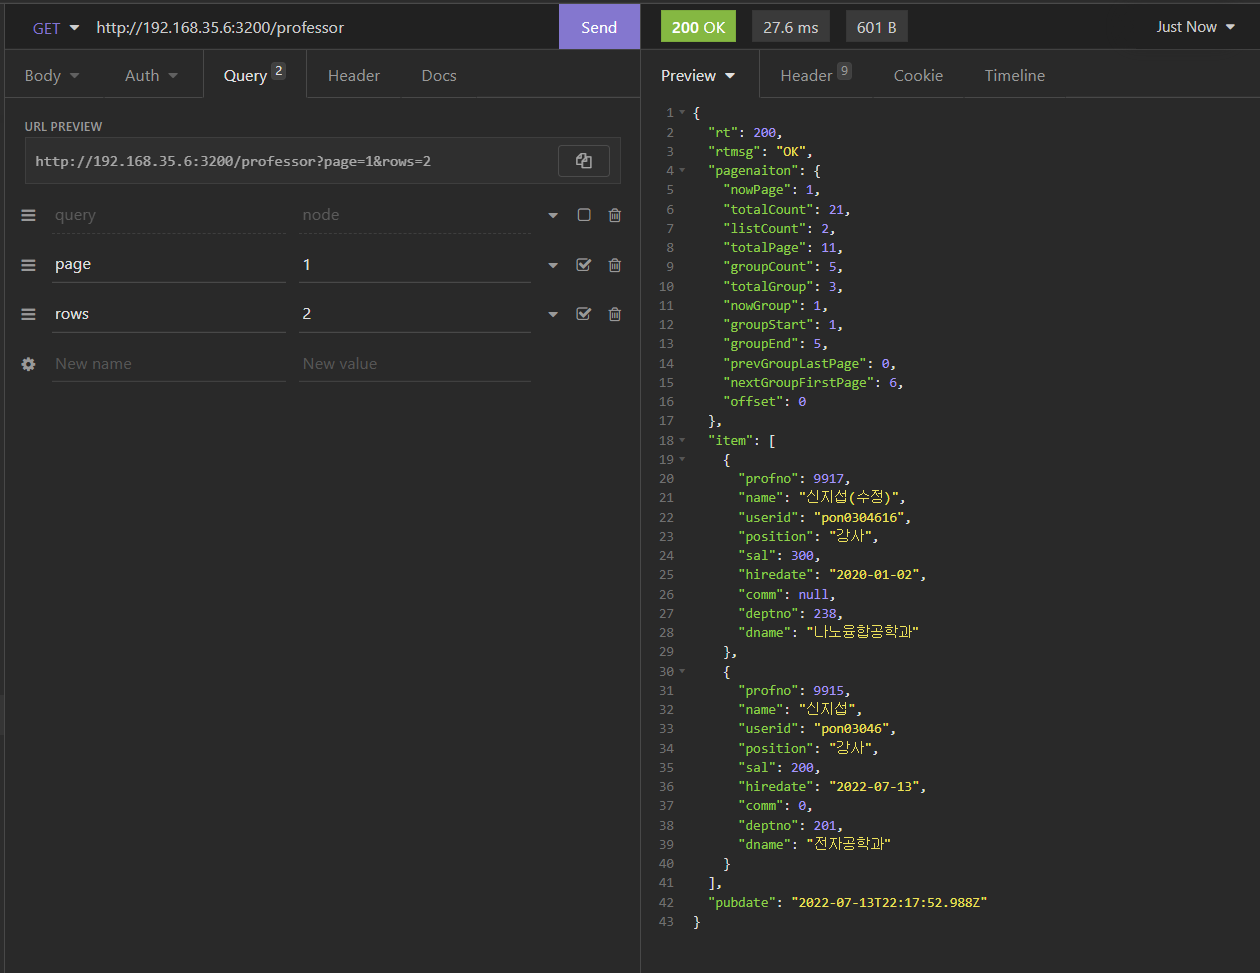 GET http://192.168.35.6:3200/professor Send
Body Auth Query 2 Header Docs
URL PREVIEW
http://192.168.35.6:3200/professor?page=1&rows=2
query node
page 1
rows 2
New name New value
200 OK 27.6 ms 601 B Just Now
Preview Header 9 Cookie Timeline
1 {
2 "rt": 200,
3 "rtmsg": "OK",
4 "pagenaiton": {
5 "nowPage": 1,
6 "totalCount": 21,
7 "listCount": 2,
8 "totalPage": 11,
9 "groupCount": 5,
10 "totalGroup": 3,
11 "nowGroup": 1,
12 "groupStart": 1,
13 "groupEnd": 5,
14 "prevGroupLastPage": 0,
15 "nextGroupFirstPage": 6,
16 "offset": 0
17 },
18 "item": [
19 {
20 "profno": 9917,
21 "name": "신지섭(수정)",
22 "userid": "pon0304616",
23 "position": "강사",
24 "sal": 300,
25 "hiredate": "2020-01-02",
26 "comm": null,
27 "deptno": 238,
28 "dname": "나노융합공학과"
29 },
30 {
31 "profno": 9915,
32 "name": "신지섭",
33 "userid": "pon03046",
34 "position": "강사",
35 "sal": 200,
36 "hiredate": "2022-07-13",
37 "comm": 0,
38 "deptno": 201,
39 "dname": "전자공학과"
40 }
41 ],
42 "pubdate": "2022-07-13T22:17:52.988Z"
43 }